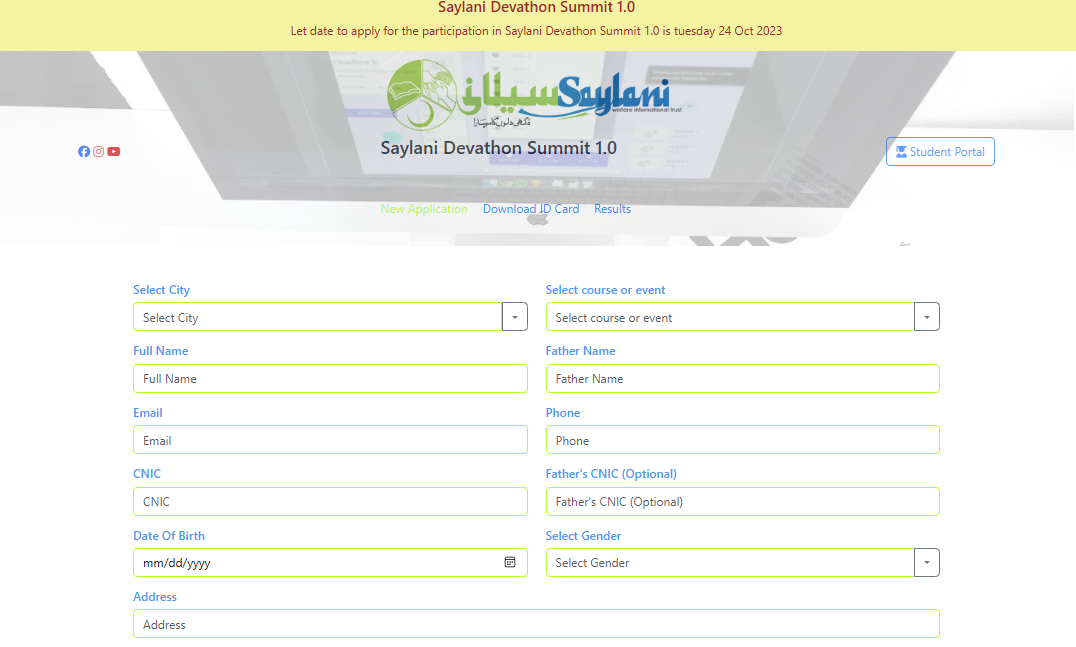 Saylani Devathon Summit 1.0
Let date to apply for the participation in Saylani Devathon Summit 1.0 is tuesday 24 Oct 2023
سیلانی Saylani
welfare international trust
Saylani Devathon Summit 1.0
Student Portal
New Application Download ID Card Results
Select City Select course or event
Select City Select course or event
Full Name Father Name
Full Name Father Name
Email Phone
Email Phone
CNIC Father's CNIC (Optional)
CNIC Father's CNIC (Optional)
Date Of Birth Select Gender
mm/dd/yyyy Select Gender
Address
Address